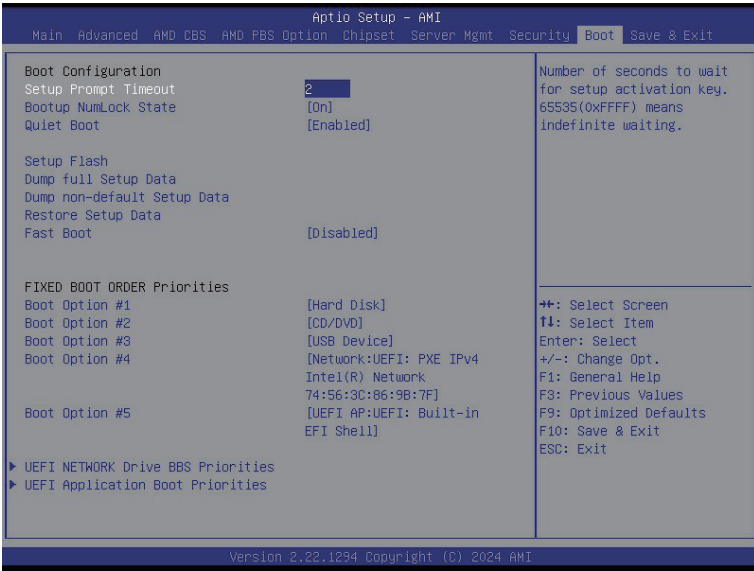 Aptio Setup – AMI
Main Advanced AMD CBS AMD PBS Option Chipset Server Mgmt Security Boot Save & Exit
Boot Configuration
Setup Prompt Timeout 2
Bootup NumLock State [On]
Quiet Boot [Enabled]
Setup Flash
Dump full Setup Data
Dump non-default Setup Data
Restore Setup Data
Fast Boot [Disabled]
FIXED BOOT ORDER Priorities
Boot Option #1 [Hard Disk]
Boot Option #2 [CD/DVD]
Boot Option #3 [USB Device]
Boot Option #4 [Network:UEFI: PXE IPv4
Intel(R) Network
74:56:3C:86:9B:7F]
Boot Option #5 [UEFI AP:UEFI: Built-in
EFI Shell]
▶ UEFI NETWORK Drive BBS Priorities
▶ UEFI Application Boot Priorities
Number of seconds to wait
for setup activation key.
65535(0xFFFF) means
indefinite waiting.
→←: Select Screen
↑↓: Select Item
Enter: Select
+/-: Change Opt.
F1: General Help
F3: Previous Values
F9: Optimized Defaults
F10: Save & Exit
ESC: Exit
Version 2.22.1294 Copyright (C) 2024 AMI